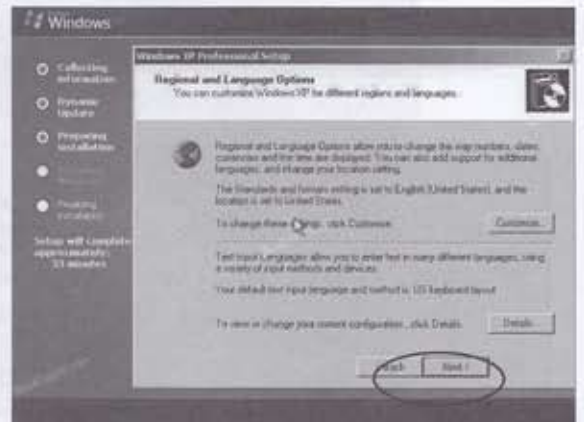 Windows
Collecting
information
Dynamic
Update
Preparing
installation
Finalizing
installation
Setup will complete
approximately:
33 minutes
Windows XP Professional Setup
Regional and Language Options
You can customize Windows XP for different regions and languages.
Regional and Language Options allow you to change the way numbers, dates,
currencies and the time are displayed. You can also add support for additional
languages, and change your location setting.
The Standards and formats setting is set to English (United States), and the
location is set to United States.
To change these settings, click Customize.
Customize...
Text Input Languages allow you to enter text in many different languages, using
a variety of input methods and devices.
Your default text input language and method is: US keyboard layout
To view or change your current configuration, click Details.
Details...
Back
Next >